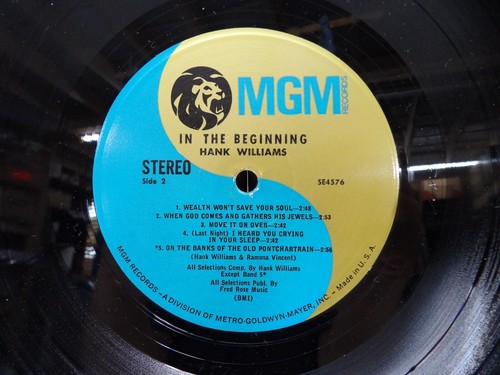 MGM
RECORDS
IN THE BEGINNING
HANK WILLIAMS
STEREO
Side 2
SE4576
1. WEALTH WON'T SAVE YOUR SOUL—2:48
2. WHEN GOD COMES AND GATHERS HIS JEWELS—2:53
3. MOVE IT ON OVER—2:42
4. (Last Night) I HEARD YOU CRYING
IN YOUR SLEEP—2:42
*5. ON THE BANKS OF THE OLD PONTCHARTRAIN—2:56
(Hank Williams & Ramona Vincent)
All Selections Comp. By Hank Williams
Except Band 5*
All Selections Publ. By
Fred Rose Music
(BMI)
MGM RECORDS – A DIVISION OF METRO-GOLDWYN-MAYER, INC. – Made in U. S. A.